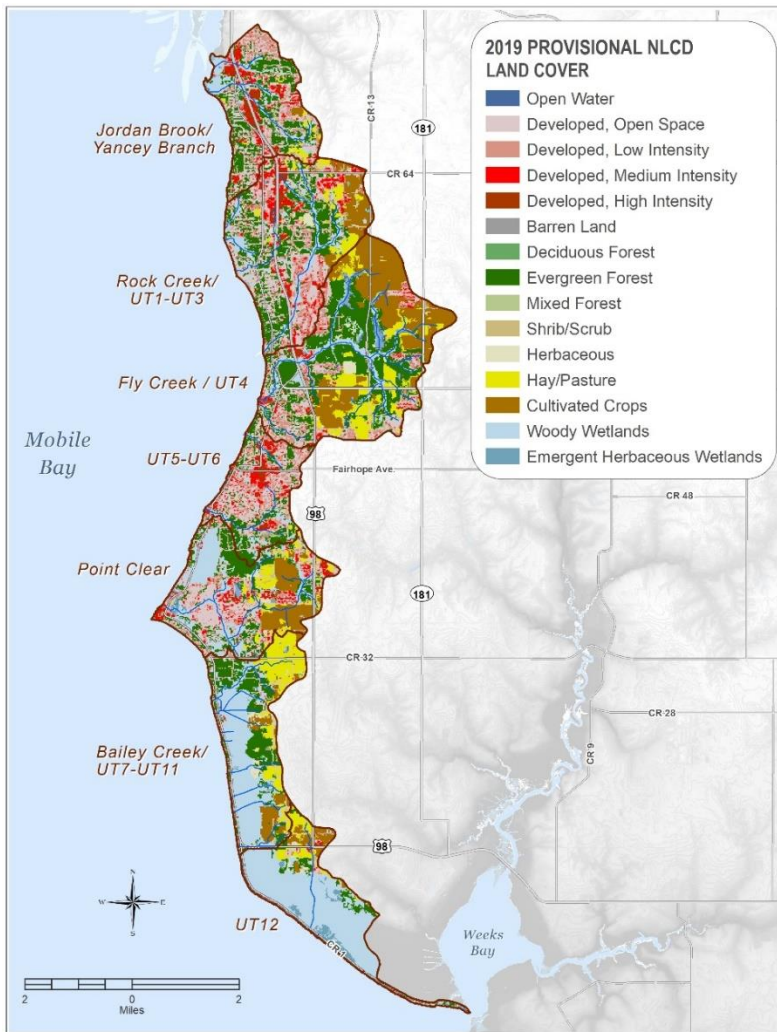 2019 PROVISIONAL NLCD
LAND COVER
Open Water
Developed, Open Space
Developed, Low Intensity
Developed, Medium Intensity
Developed, High Intensity
Barren Land
Deciduous Forest
Evergreen Forest
Mixed Forest
Shrib/Scrub
Herbaceous
Hay/Pasture
Cultivated Crops
Woody Wetlands
Emergent Herbaceous Wetlands
Jordan Brook/
Yancey Branch
CR 13
181
CR 64
Rock Creek/
UT1-UT3
Fly Creek / UT4
Mobile
Bay
UT5-UT6
Fairhope Ave.
CR 48
98
Point Clear
181
CR 32
CR 28
CR 9
Bailey Creek/
UT7-UT11
98
UT12
CR 1
Weeks
Bay
N
W
E
S
2
0
2
Miles